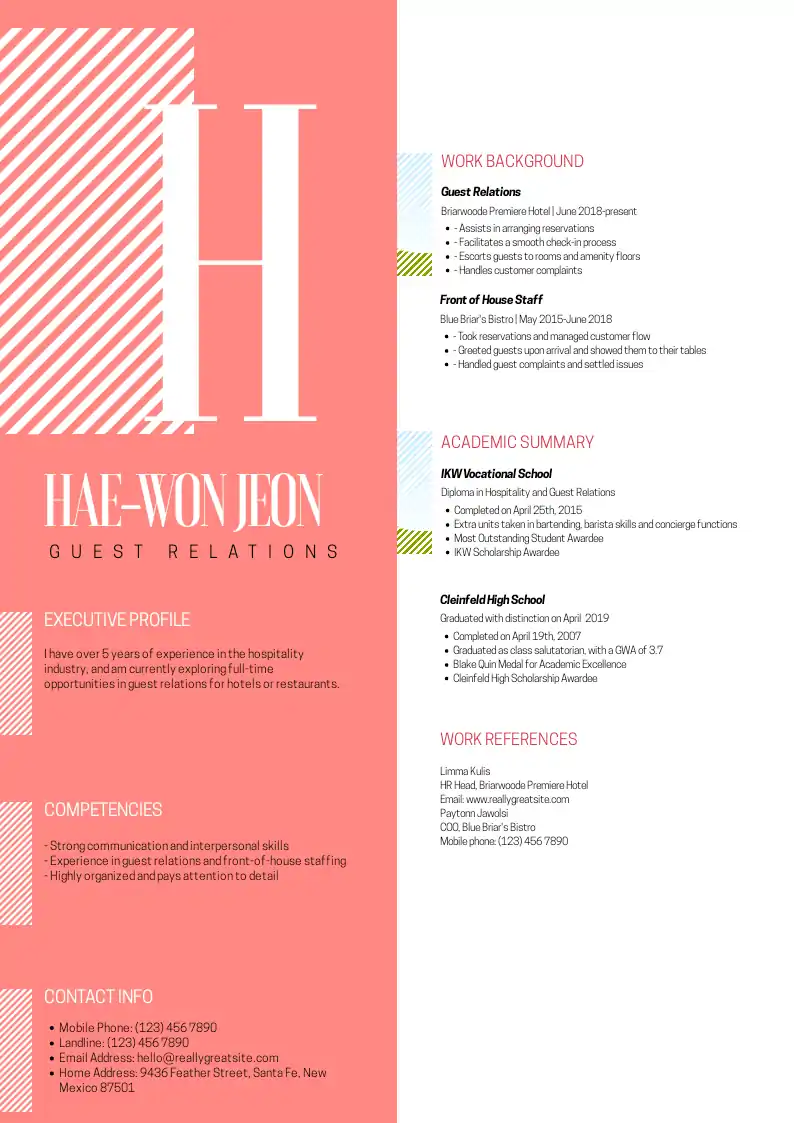 H
HAE-WON JEON
GUEST RELATIONS
EXECUTIVE PROFILE
I have over 5 years of experience in the hospitality
industry, and am currently exploring full-time
opportunities in guest relations for hotels or restaurants.
COMPETENCIES
- Strong communication and interpersonal skills
- Experience in guest relations and front-of-house staffing
- Highly organized and pays attention to detail
CONTACT INFO
• Mobile Phone: (123) 456 7890
• Landline: (123) 456 7890
• Email Address: hello@reallygreatsite.com
• Home Address: 9436 Feather Street, Santa Fe, New
Mexico 87501
WORK BACKGROUND
Guest Relations
Briarwoode Premiere Hotel | June 2018-present
• - Assists in arranging reservations
• - Facilitates a smooth check-in process
• - Escorts guests to rooms and amenity floors
• - Handles customer complaints
Front of House Staff
Blue Briar's Bistro | May 2015-June 2018
• - Took reservations and managed customer flow
• - Greeted guests upon arrival and showed them to their tables
• - Handled guest complaints and settled issues
ACADEMIC SUMMARY
IKW Vocational School
Diploma in Hospitality and Guest Relations
• Completed on April 25th, 2015
• Extra units taken in bartending, barista skills and concierge functions
• Most Outstanding Student Awardee
• IKW Scholarship Awardee
Cleinfeld High School
Graduated with distinction on April 2019
• Completed on April 19th, 2007
• Graduated as class salutatorian, with a GWA of 3.7
• Blake Quin Medal for Academic Excellence
• Cleinfeld High Scholarship Awardee
WORK REFERENCES
Limma Kulis
HR Head, Briarwoode Premiere Hotel
Email: www.reallygreatsite.com
Paytonn Jawolsi
COO, Blue Briar's Bistro
Mobile phone: (123) 456 7890